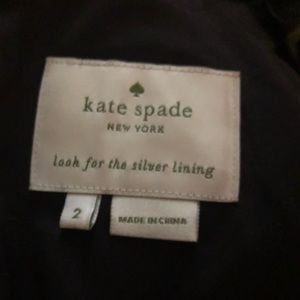 kate spade
NEW YORK
look for the silver lining
2
MADE IN CHINA